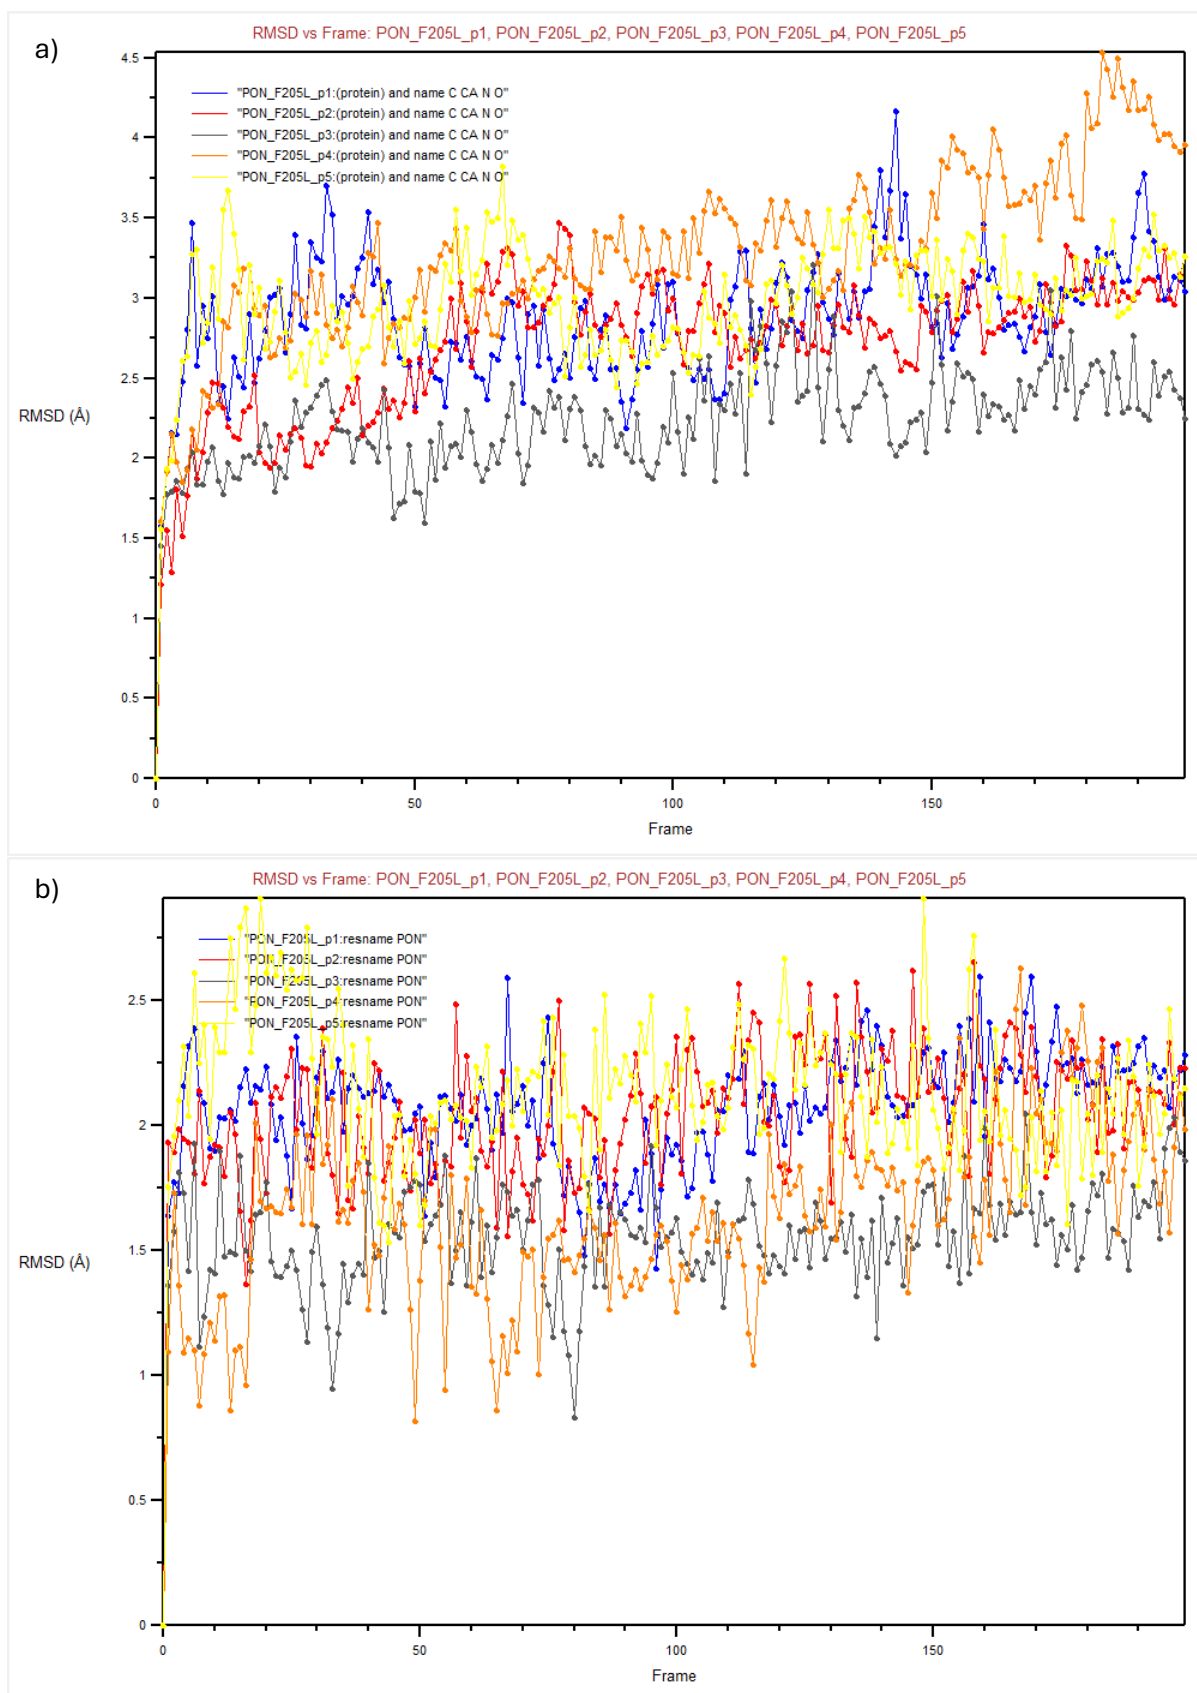 a)
RMSD vs Frame: PON_F205L_p1, PON_F205L_p2, PON_F205L_p3, PON_F205L_p4, PON_F205L_p5
4.5
"PON_F205L_p1:(protein) and name C CA N O"
"PON_F205L_p2:(protein) and name C CA N O"
"PON_F205L_p3:(protein) and name C CA N O"
"PON_F205L_p4:(protein) and name C CA N O"
"PON_F205L_p5:(protein) and name C CA N O"
4
3.5
3
2.5
RMSD (Å)
2
1.5
1
0.5
0
0 50 100 150
Frame
b)
RMSD vs Frame: PON_F205L_p1, PON_F205L_p2, PON_F205L_p3, PON_F205L_p4, PON_F205L_p5
"PON_F205L_p1:resname PON"
"PON_F205L_p2:resname PON"
"PON_F205L_p3:resname PON"
"PON_F205L_p4:resname PON"
"PON_F205L_p5:resname PON"
2.5
2
1.5
RMSD (Å)
1
0.5
0
0 50 100 150
Frame